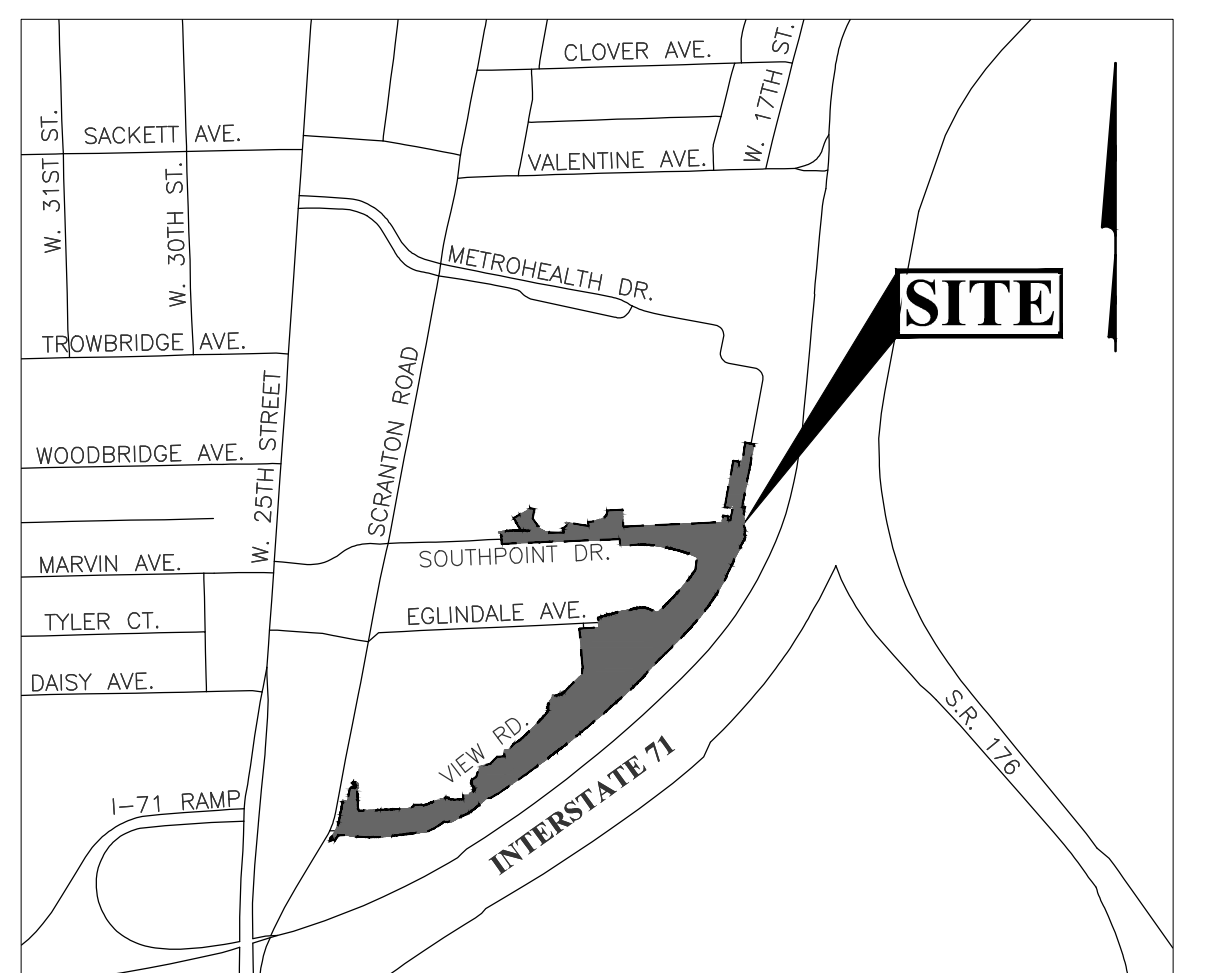 CLOVER AVE.
W. 17TH ST.
W. 31ST ST.
SACKETT AVE.
VALENTINE AVE.
W. 30TH ST.
METROHEALTH DR.
SITE
TROWBRIDGE AVE.
W. 25TH STREET
SCRANTON ROAD
WOODBRIDGE AVE.
MARVIN AVE.
SOUTHPOINT DR.
TYLER CT.
EGLINDALE AVE.
DAISY AVE.
VIEW RD.
S.R. 176
I-71 RAMP
INTERSTATE 71